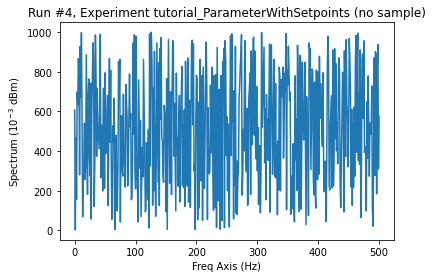 Run #4, Experiment tutorial_ParameterWithSetpoints (no sample)
1000
800
600
400
200
0
Spectrum (10⁻³ dBm)
0 100 200 300 400 500
Freq Axis (Hz)